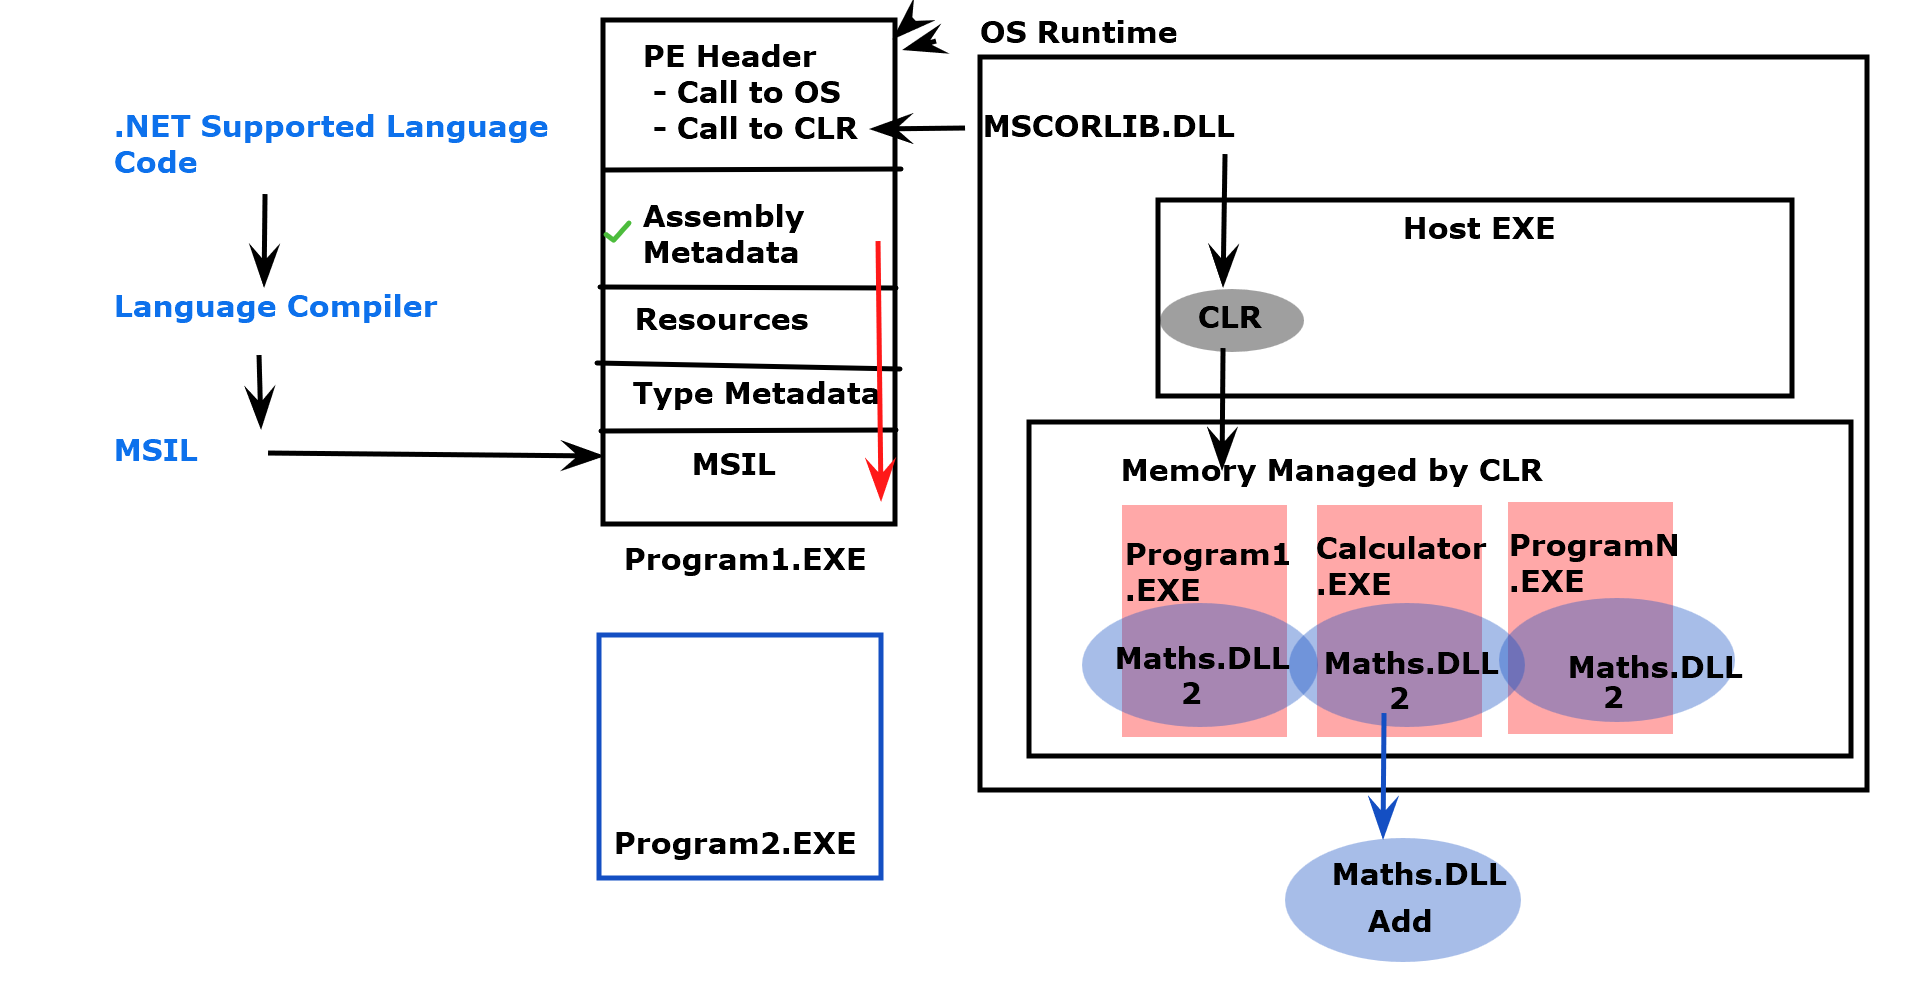 .NET Supported Language
Code
Language Compiler
MSIL
PE Header
- Call to OS
- Call to CLR
Assembly
Metadata
Resources
Type Metadata
MSIL
Program1.EXE
Program2.EXE
OS Runtime
MSCORLIB.DLL
Host EXE
CLR
Memory Managed by CLR
Program1
.EXE
Maths.DLL
2
Calculator
.EXE
Maths.DLL
2
ProgramN
.EXE
Maths.DLL
2
Maths.DLL
Add